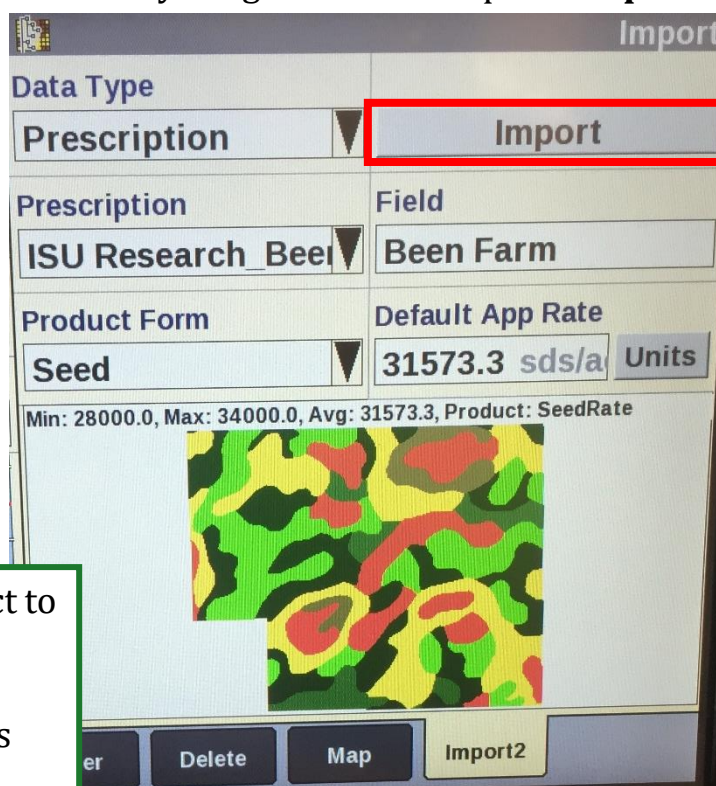 Import
Data Type
Prescription
Import
Prescription
Field
ISU Research_Bee
Been Farm
Product Form
Default App Rate
Seed
31573.3 sds/a
Units
Min: 28000.0, Max: 34000.0, Avg: 31573.3, Product: SeedRate
ct to
s
er
Delete
Map
Import2